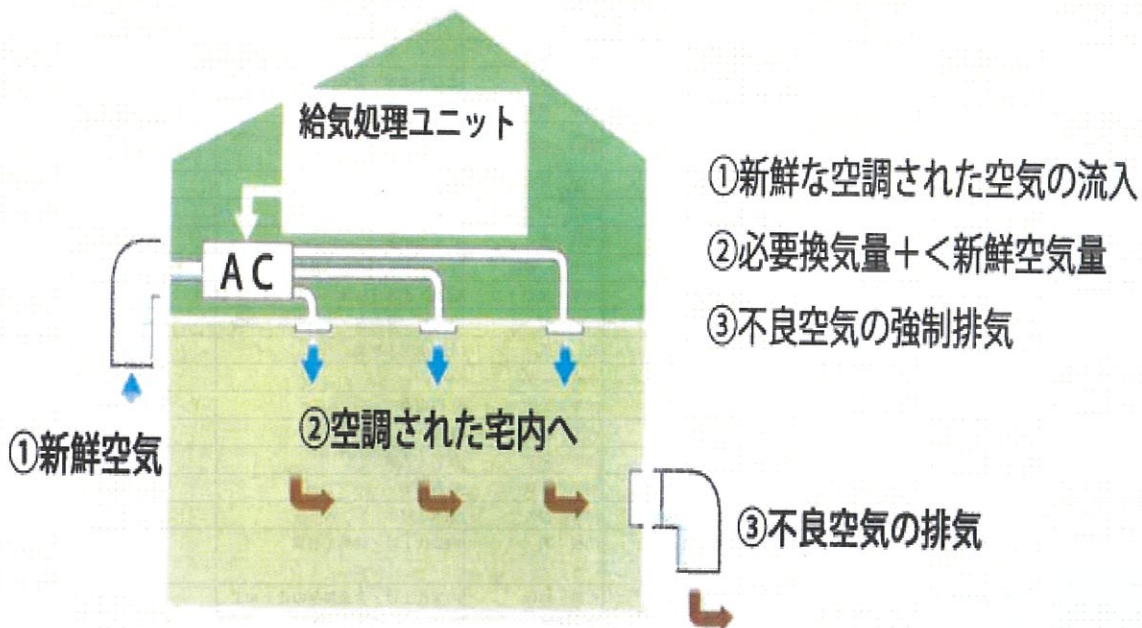 給気処理ユニット
①新鮮な空調された空気の流入
②必要換気量＋＜新鮮空気量
③不良空気の強制排気
AC
②空調された宅内へ
①新鮮空気
③不良空気の排気